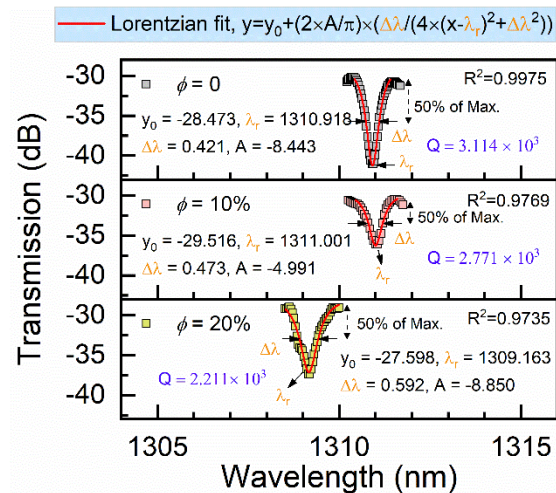 Lorentzian fit, y=y₀+(2×A/π)×(Δλ/(4×(x-λᵣ)²+Δλ²))
Transmission (dB)
-30
-35
-40
ϕ = 0
R²=0.9975
50% of Max.
y₀ = -28.473, λᵣ = 1310.918
Δλ
Δλ = 0.421, A = -8.443
Q = 3.114 × 10³
λᵣ
-30
-35
-40
ϕ = 10%
R²=0.9769
50% of Max.
y₀ = -29.516, λᵣ = 1311.001
Δλ
Δλ = 0.473, A = -4.991
Q = 2.771 × 10³
λᵣ
-30
-35
-40
ϕ = 20%
R²=0.9735
50% of Max.
Δλ
y₀ = -27.598, λᵣ = 1309.163
Q = 2.211× 10³
Δλ = 0.592, A = -8.850
λᵣ
1305
1310
1315
Wavelength (nm)